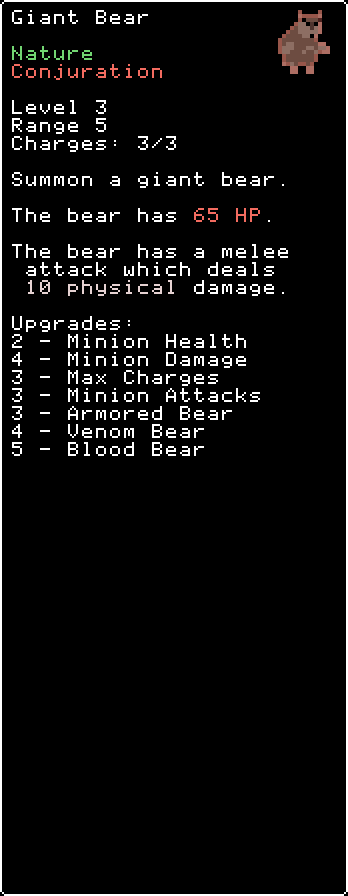 Giant Bear
Nature
Conjuration
Level 3
Range 5
Charges: 3/3
Summon a giant bear.
The bear has 65 HP.
The bear has a melee
attack which deals
10 physical damage.
Upgrades:
2 - Minion Health
4 - Minion Damage
3 - Max Charges
3 - Minion Attacks
3 - Armored Bear
4 - Venom Bear
5 - Blood Bear